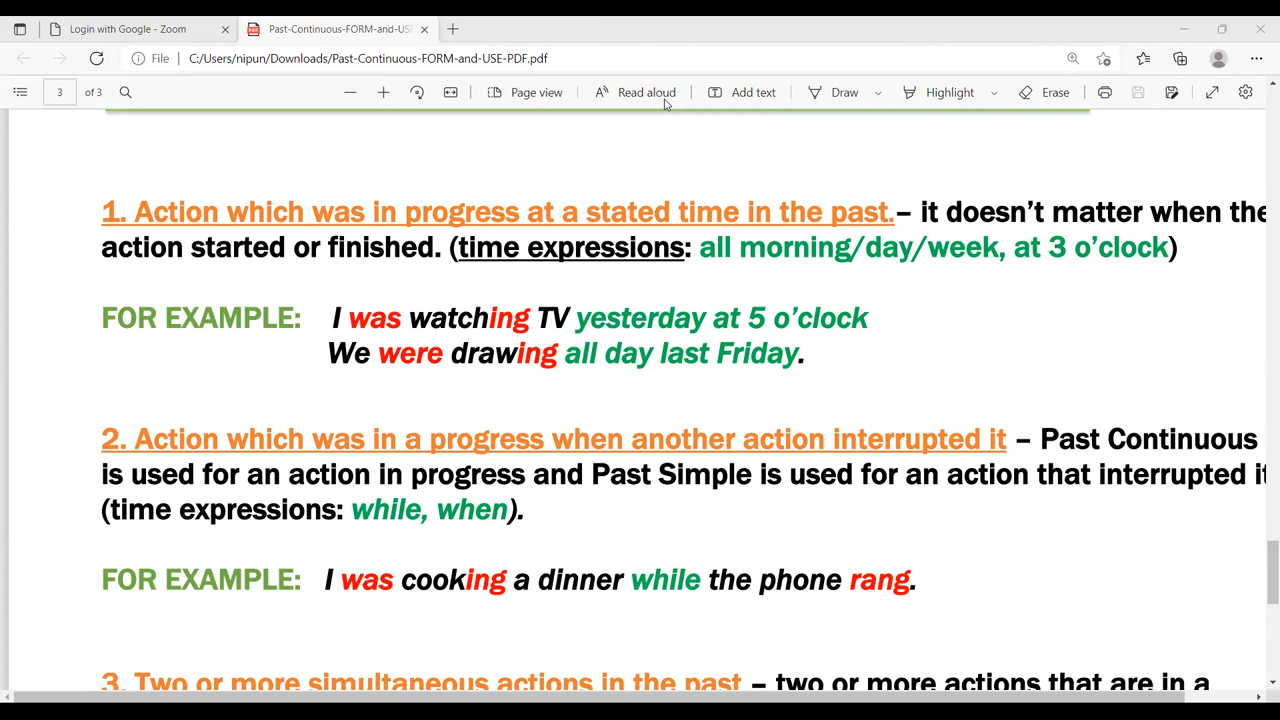 Login with Google - Zoom
Past-Continuous-FORM-and-USE
File C:/Users/nipun/Downloads/Past-Continuous-FORM-and-USE-PDF.pdf
3 of 3 Page view Read aloud Add text Draw Highlight Erase
1. Action which was in progress at a stated time in the past.– it doesn’t matter when the
action started or finished. (time expressions: all morning/day/week, at 3 o’clock)
FOR EXAMPLE: I was watching TV yesterday at 5 o’clock
We were drawing all day last Friday.
2. Action which was in a progress when another action interrupted it – Past Continuous
is used for an action in progress and Past Simple is used for an action that interrupted it
(time expressions: while, when).
FOR EXAMPLE: I was cooking a dinner while the phone rang.
3. Two or more simultaneous actions in the past – two or more actions that are in a